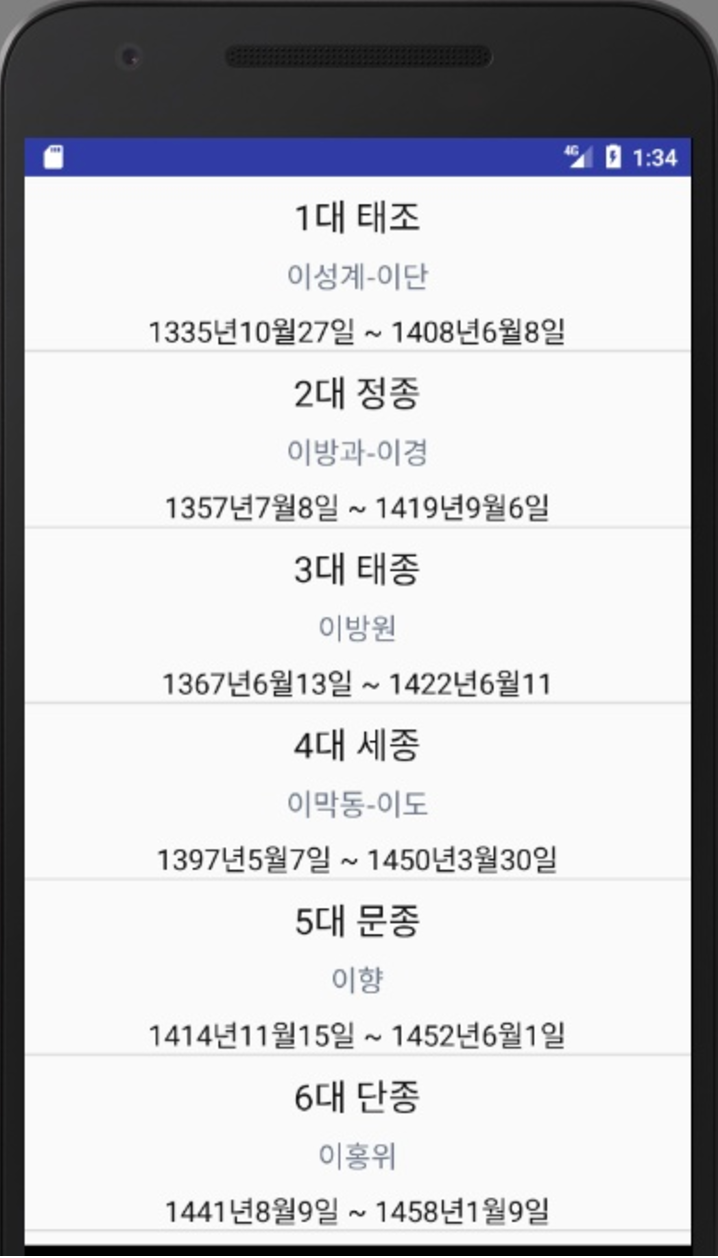 4G 1:34
1대 태조
이성계-이단
1335년10월27일 ~ 1408년6월8일
2대 정종
이방과-이경
1357년7월8일 ~ 1419년9월6일
3대 태종
이방원
1367년6월13일 ~ 1422년6월11
4대 세종
이막동-이도
1397년5월7일 ~ 1450년3월30일
5대 문종
이향
1414년11월15일 ~ 1452년6월1일
6대 단종
이홍위
1441년8월9일 ~ 1458년1월9일